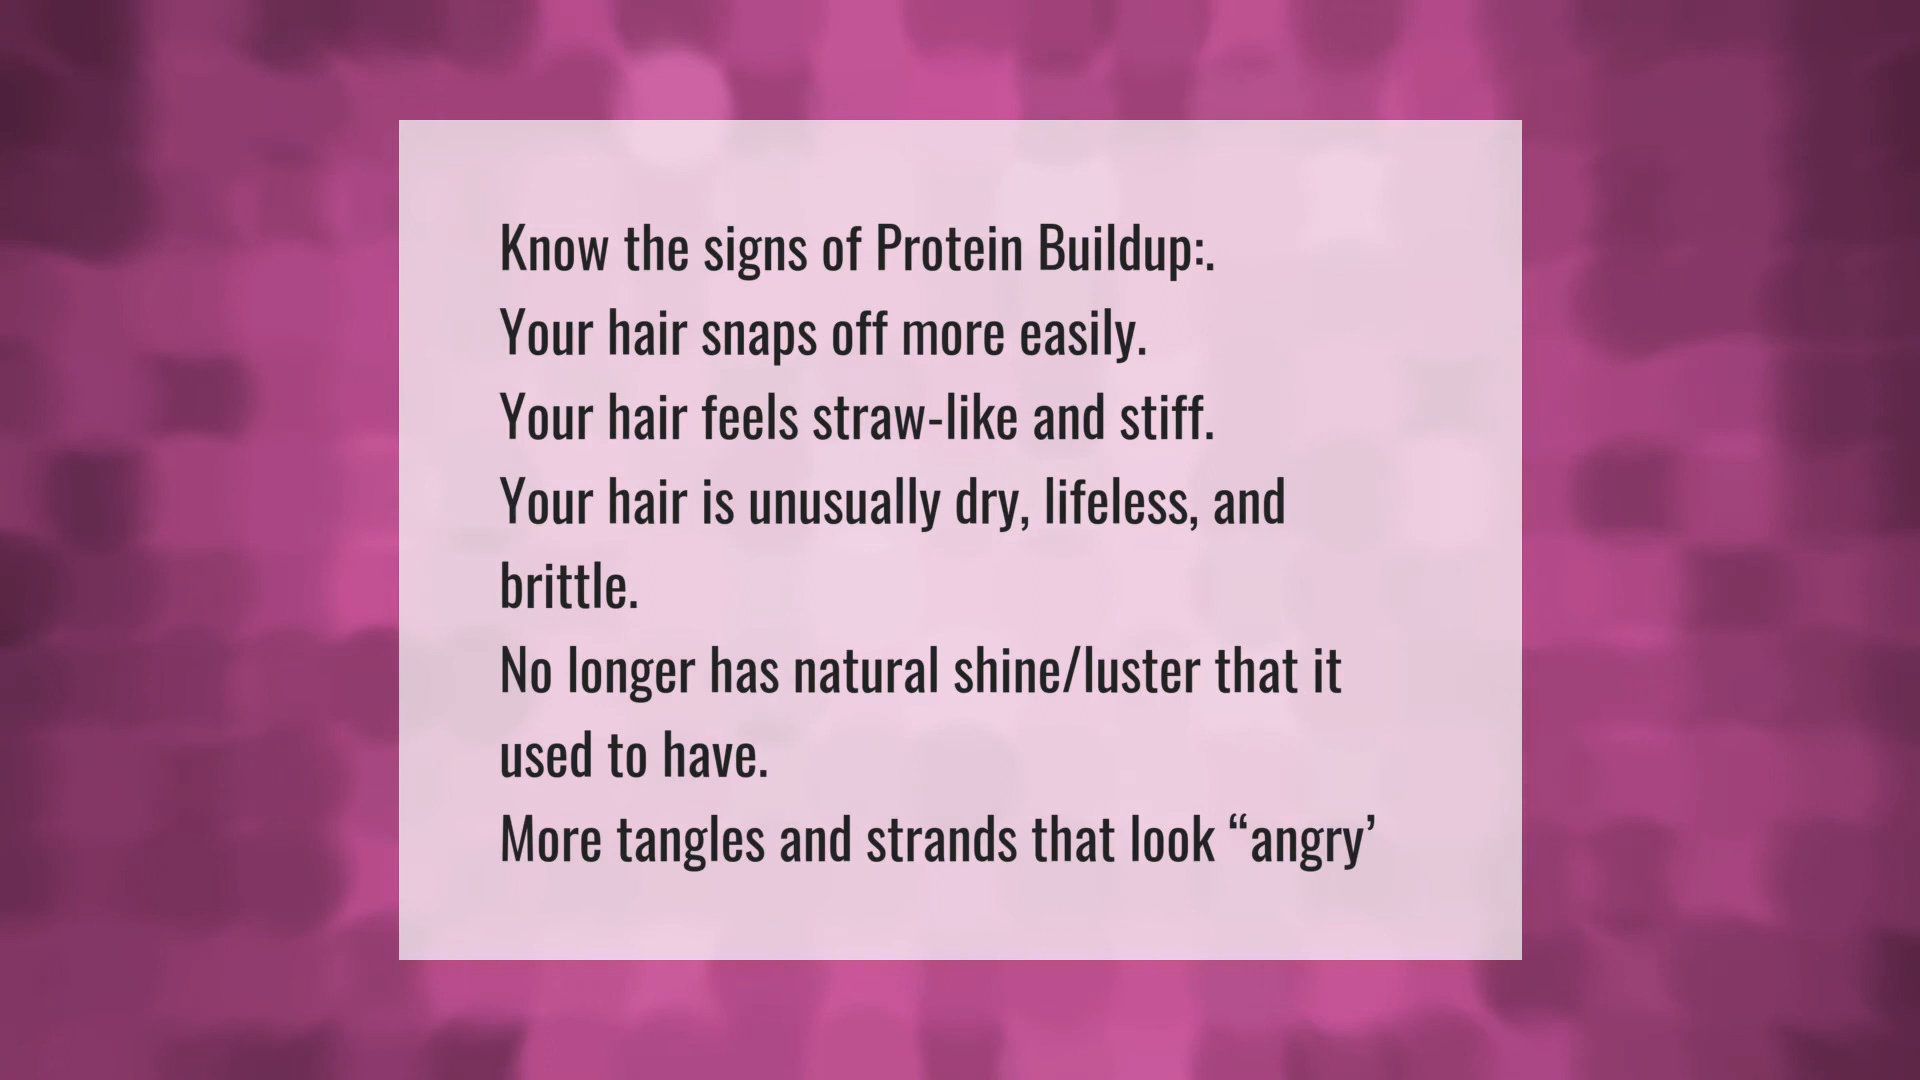 Know the signs of Protein Buildup:.
Your hair snaps off more easily.
Your hair feels straw-like and stiff.
Your hair is unusually dry, lifeless, and
brittle.
No longer has natural shine/luster that it
used to have.
More tangles and strands that look “angry’